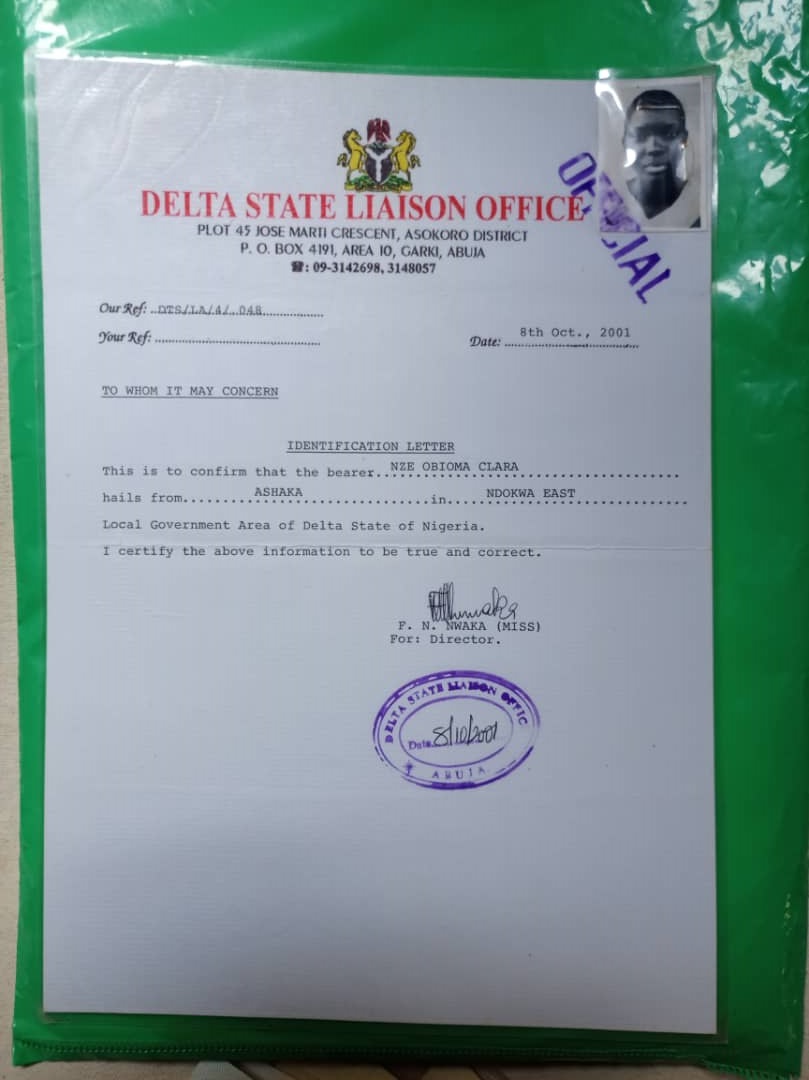 DELTA STATE LIAISON OFFICE
PLOT 45 JOSE MARTI CRESCENT, ASOKORO DISTRICT
P. O. BOX 4191, AREA 10, GARKI, ABUJA
☎: 09-3142698, 3148057
OFFICIAL
Our Ref: ..DTS/LA/4/..048................
Your Ref: ...............................................
Date: 8th Oct., 2001
TO WHOM IT MAY CONCERN
IDENTIFICATION LETTER
This is to confirm that the bearer..NZE OBIOMA CLARA....................
hails from.........ASHAKA................in.....NDOKWA EAST...............
Local Government Area of Delta State of Nigeria.
I certify the above information to be true and correct.
F. N. NWAKA (MISS)
For: Director.
DELTA STATE LIAISON OFFIC
Date 8/10/2001
ABUJA